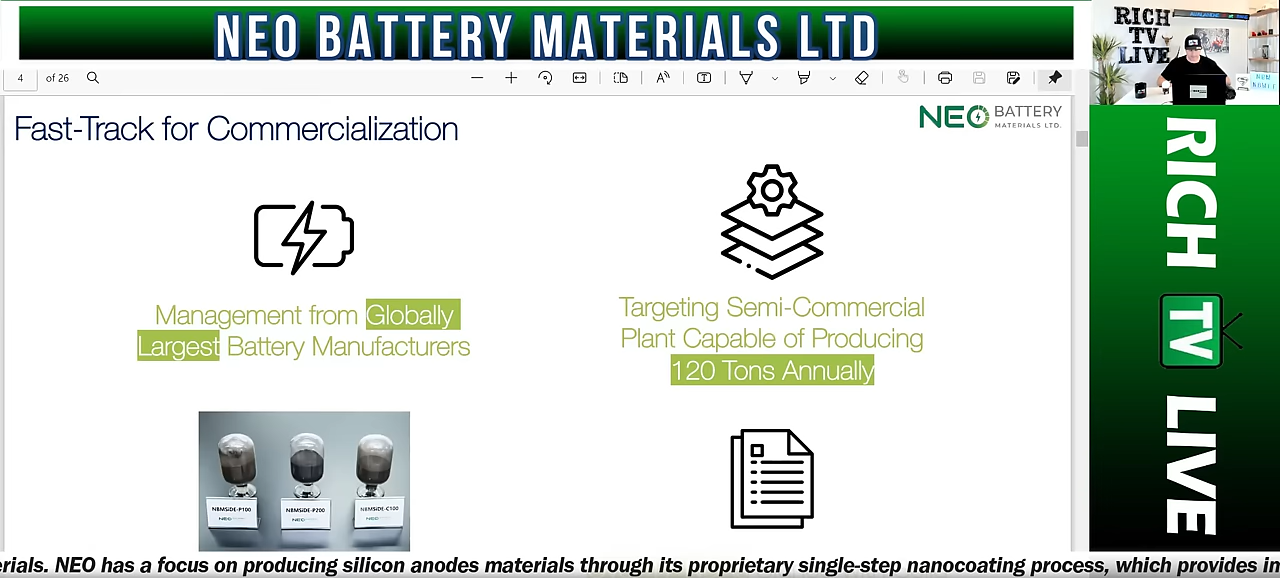 NEO BATTERY MATERIALS LTD
RICH
TV
LIVE
4 of 26
Fast-Track for Commercialization
NEO BATTERY
MATERIALS LTD.
Management from Globally
Largest Battery Manufacturers
Targeting Semi-Commercial
Plant Capable of Producing
120 Tons Annually
NBMSiDE-P100
NBMSiDE-P200
NBMSiDE-C100
NEO
NEO
NEO
RICH TV LIVE
erials. NEO has a focus on producing silicon anodes materials through its proprietary single-step nanocoating process, which provides in